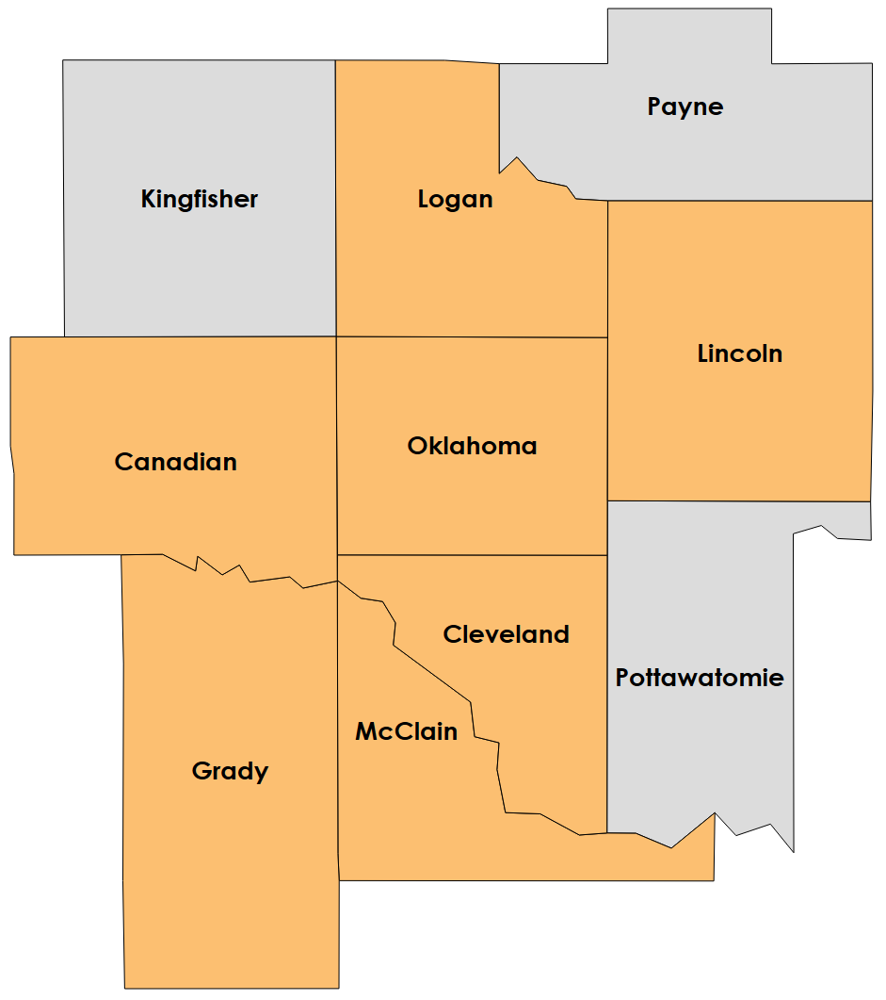 Payne
Kingfisher
Logan
Lincoln
Oklahoma
Canadian
Cleveland
Pottawatomie
McClain
Grady